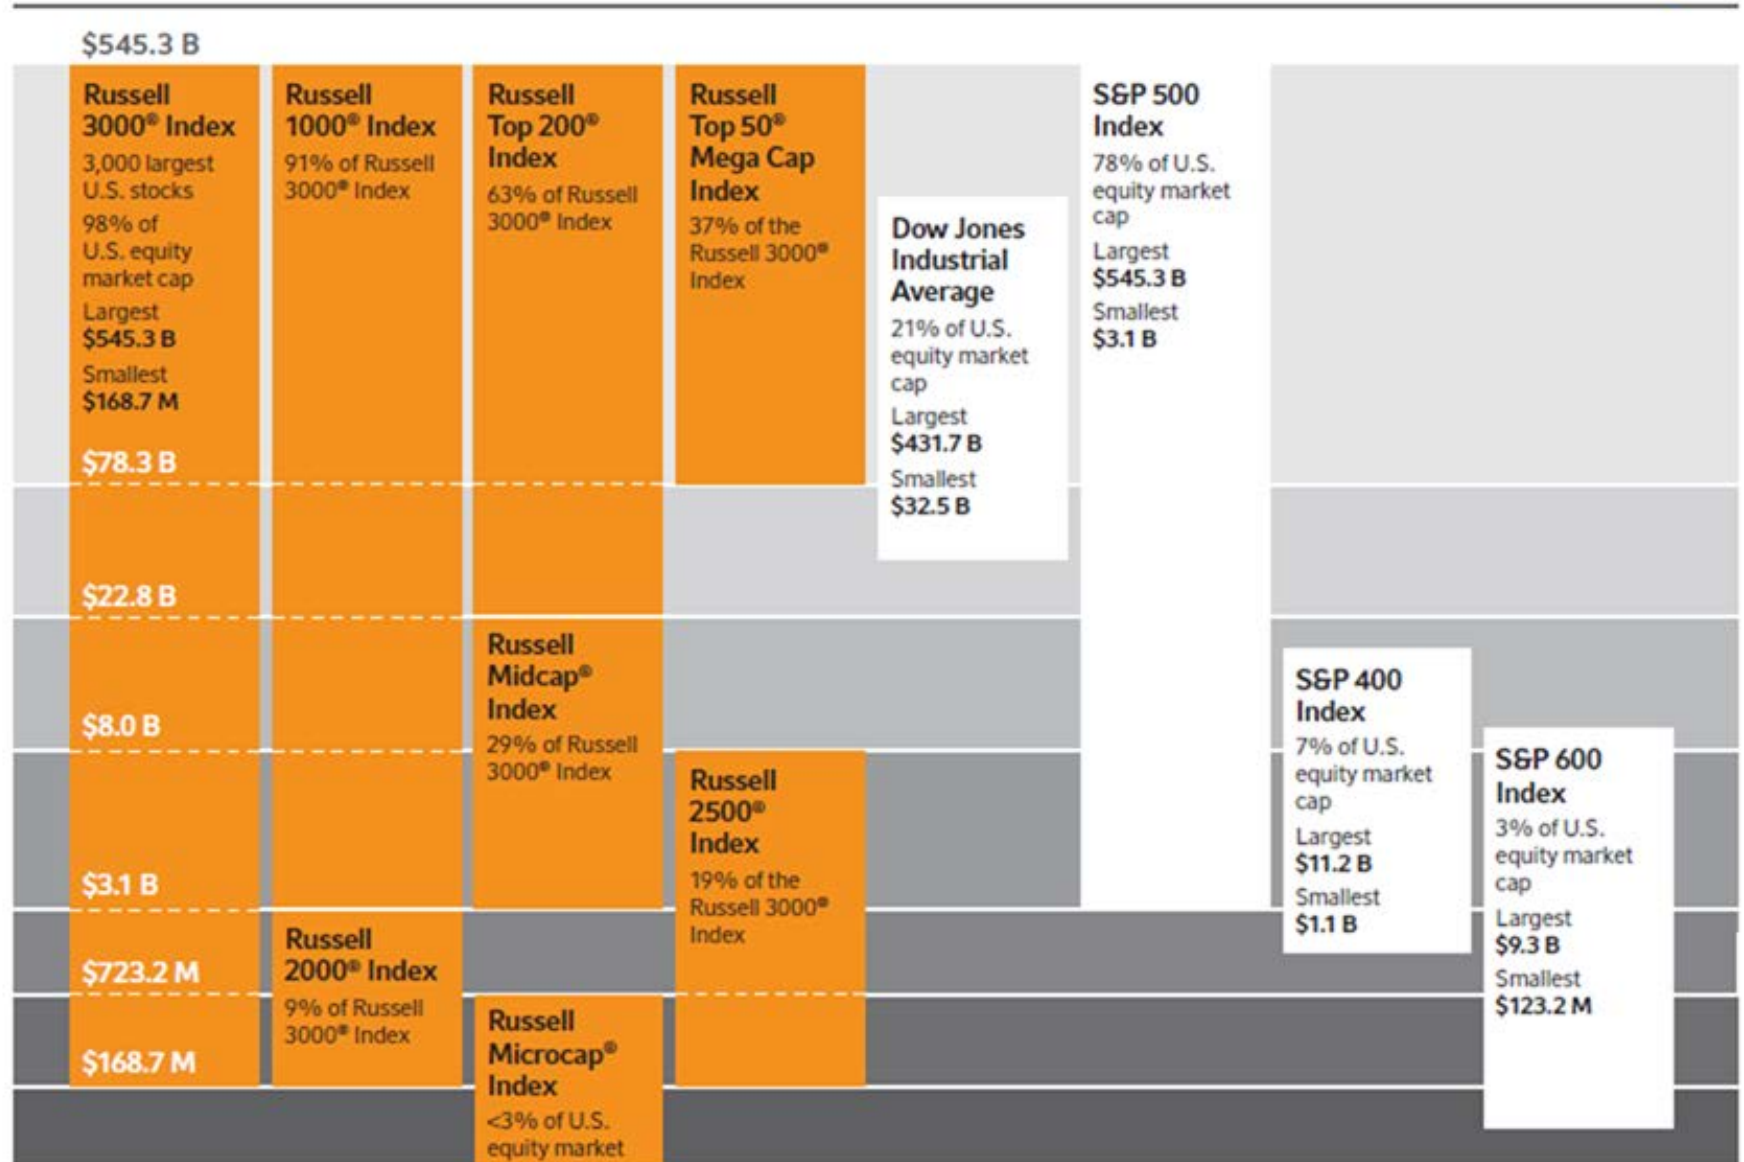 $545.3 B
Russell
3000® Index
3,000 largest
U.S. stocks
98% of
U.S. equity
market cap
Largest
$545.3 B
Smallest
$168.7 M
$78.3 B
$22.8 B
$8.0 B
$3.1 B
$723.2 M
$168.7 M
Russell
1000® Index
91% of Russell
3000® Index
Russell
2000® Index
9% of Russell
3000® Index
Russell
Top 200®
Index
63% of Russell
3000® Index
Russell
Midcap®
Index
29% of Russell
3000® Index
Russell
Microcap®
Index
<3% of U.S.
equity market
Russell
Top 50®
Mega Cap
Index
37% of the
Russell 3000®
Index
Russell
2500®
Index
19% of the
Russell 3000®
Index
Dow Jones
Industrial
Average
21% of U.S.
equity market
cap
Largest
$431.7 B
Smallest
$32.5 B
S&P 500
Index
78% of U.S.
equity market
cap
Largest
$545.3 B
Smallest
$3.1 B
S&P 400
Index
7% of U.S.
equity market
cap
Largest
$11.2 B
Smallest
$1.1 B
S&P 600
Index
3% of U.S.
equity market
cap
Largest
$9.3 B
Smallest
$123.2 M